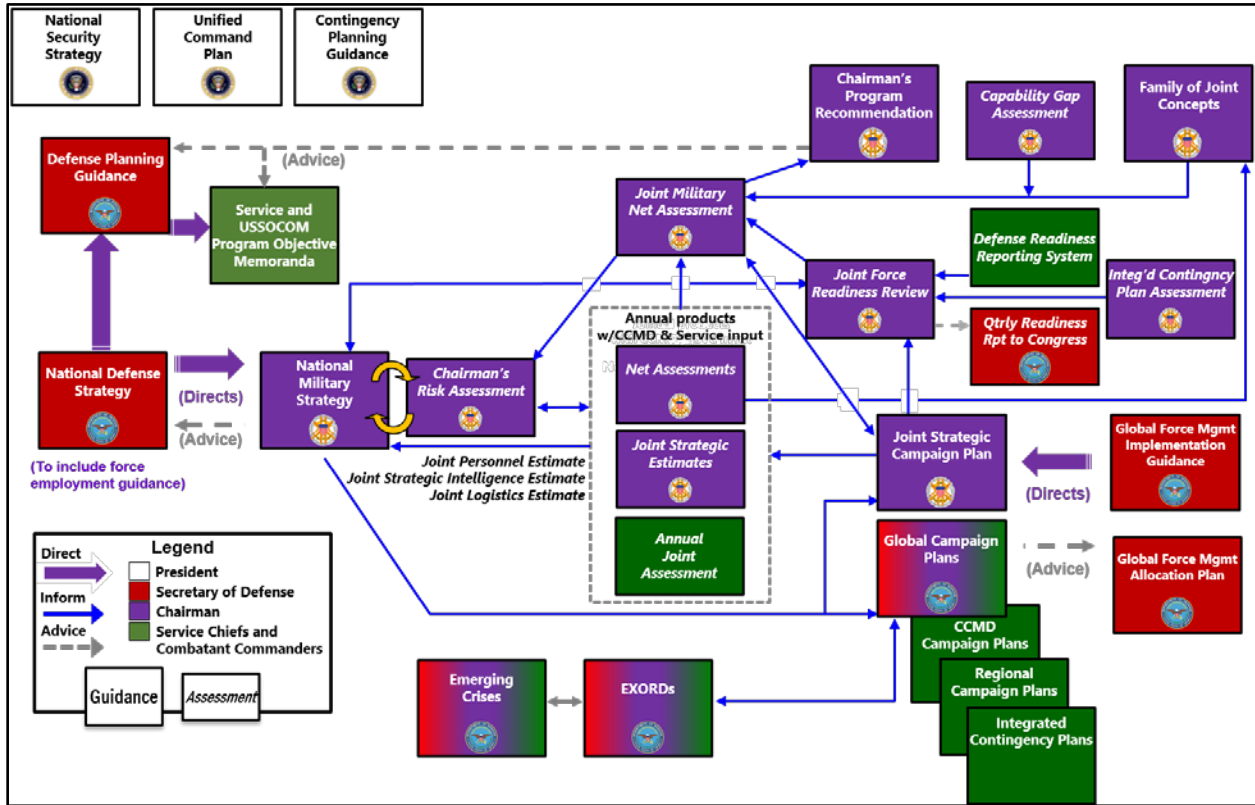 National
Security
Strategy
Unified
Command
Plan
Contingency
Planning
Guidance
Chairman's
Program
Recommendation
Capability Gap
Assessment
Family of Joint
Concepts
Defense Planning
Guidance
(Advice)
Service and
USSOCOM
Program Objective
Memoranda
Joint Military
Net Assessment
Defense Readiness
Reporting System
Joint Force
Readiness Review
Integ'd Contingncy
Plan Assessment
Qtrly Readiness
Rpt to Congress
Annual products
w/CCMD & Service input
National Defense
Strategy
(Directs)
(Advice)
(To include force
employment guidance)
National
Military
Strategy
Chairman's
Risk Assessment
Net Assessments
Joint Strategic
Estimates
Annual
Joint
Assessment
Joint Personnel Estimate
Joint Strategic Intelligence Estimate
Joint Logistics Estimate
Joint Strategic
Campaign Plan
(Directs)
Global Force Mgmt
Implementation
Guidance
Global Campaign
Plans
(Advice)
Global Force Mgmt
Allocation Plan
CCMD
Campaign Plans
Regional
Campaign Plans
Integrated
Contingency Plans
Emerging
Crises
EXORDs
Legend
Direct
Inform
Advice
President
Secretary of Defense
Chairman
Service Chiefs and
Combatant Commanders
Guidance
Assessment